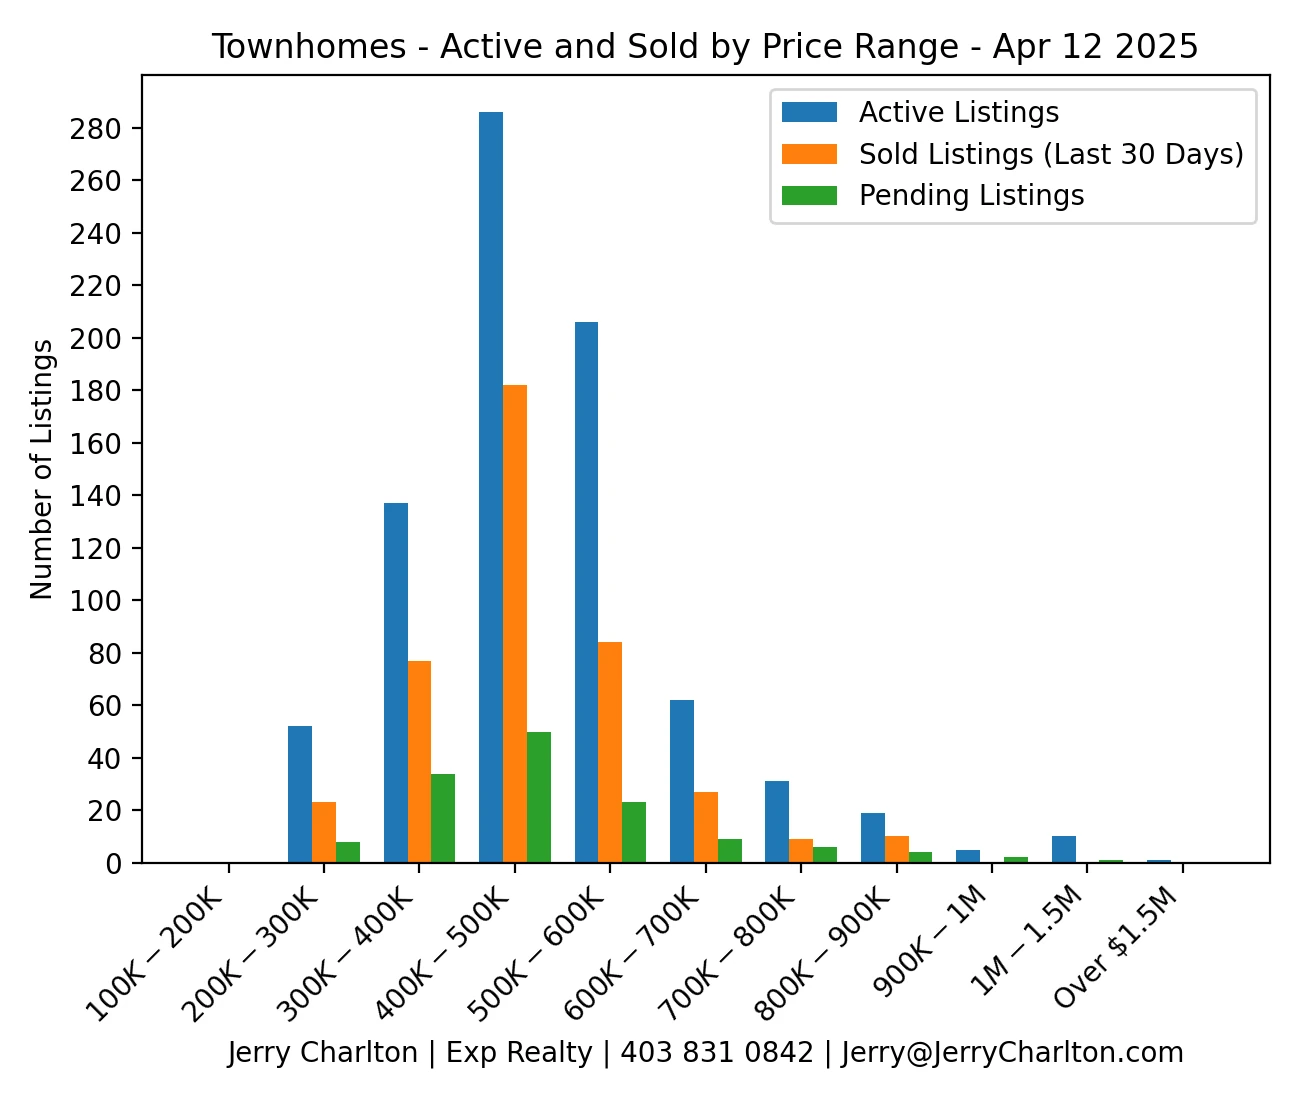 Townhomes - Active and Sold by Price Range - Apr 12 2025
Active Listings
Sold Listings (Last 30 Days)
Pending Listings
Number of Listings
280
260
240
220
200
180
160
140
120
100
80
60
40
20
0
100K − 200K
200K − 300K
300K − 400K
400K − 500K
500K − 600K
600K − 700K
700K − 800K
800K − 900K
900K − 1M
1M − 1.5M
Over $1.5M
Jerry Charlton | Exp Realty | 403 831 0842 | Jerry@JerryCharlton.com